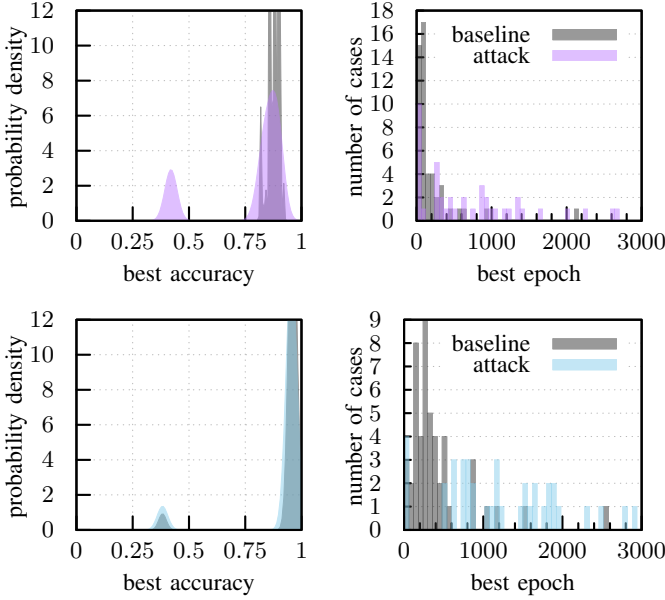 probability density
12
10
8
6
4
2
0
0 0.25 0.5 0.75 1
best accuracy
number of cases
18
16
14
12
10
8
6
4
2
0
baseline
attack
0 1000 2000 3000
best epoch
probability density
12
10
8
6
4
2
0
0 0.25 0.5 0.75 1
best accuracy
number of cases
9
8
7
6
5
4
3
2
1
0
baseline
attack
0 1000 2000 3000
best epoch